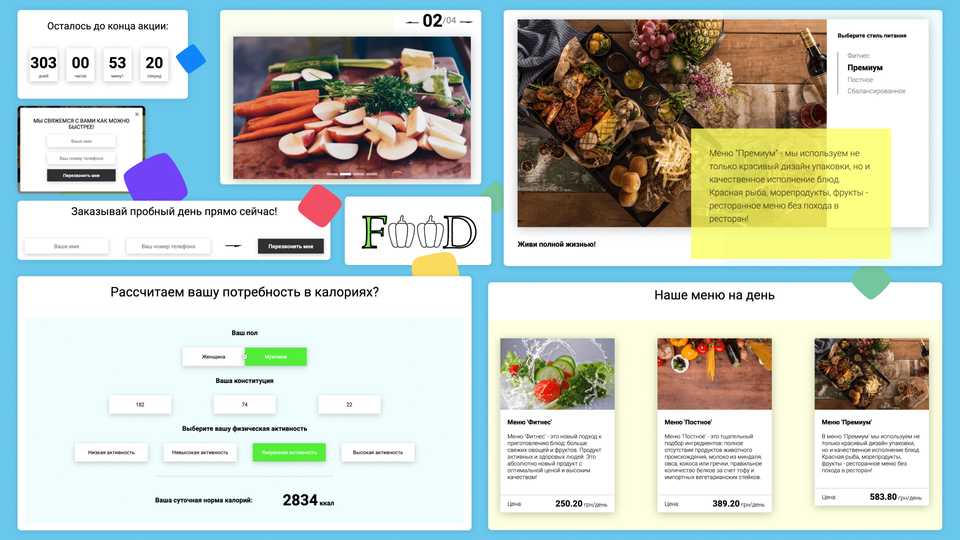 Осталось до конца акции:
303 00 53 20
дней часов минут секунд
МЫ СВЯЖЕМСЯ С ВАМИ КАК МОЖНО
БЫСТРЕЕ!
Ваше имя
Ваш номер телефона
Перезвонить мне
02/04
Выберите стиль питания
Фитнес
Премиум
Постное
Сбалансированное
Меню "Премиум" - мы используем не
только красивый дизайн упаковки, но и
качественное исполнение блюд.
Красная рыба, морепродукты, фрукты -
ресторанное меню без похода в
ресторан!
Живи полной жизнью!
Заказывай пробный день прямо сейчас!
Ваше имя
Ваш номер телефона
Перезвонить мне
FOOD
Рассчитаем вашу потребность в калориях?
Ваш пол
Женщина Мужчина
Ваша конституция
182 74 22
Выберите вашу физическая активность
Низкая активность Невысокая активность Умеренная активность Высокая активность
Ваша суточная норма калорий: 2834 ккал
Наше меню на день
Меню 'Фитнес'
Меню 'Фитнес' - это новый подход к
приготовлению блюд: больше
свежих овощей и фруктов. Продукт
активных и здоровых людей. Это
абсолютно новый продукт с
оптимальной ценой и высоким
качеством!
Цена: 250.20 грн/день
Меню 'Постное'
Меню 'Постное' - это тщательный
подбор ингредиентов: полное
отсутствие продуктов животного
происхождения, молоко из миндаля,
овса, кокоса или гречки, правильное
количество белков за счет тофу и
импортных вегетарианских стейков.
Цена: 389.20 грн/день
Меню 'Премиум'
В меню 'Премиум' мы используем не
только красивый дизайн упаковки,
но и качественное исполнение блюд.
Красная рыба, морепродукты,
фрукты - ресторанное меню без
похода в ресторан!
Цена: 583.80 грн/день